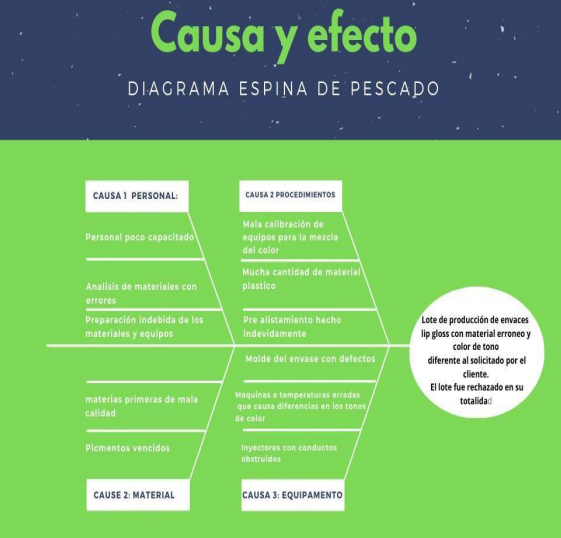 Causa y efecto
DIAGRAMA ESPINA DE PESCADO
CAUSA 1 PERSONAL:
Personal poco capacitado
Analisis de materiales con
errores
Preparación indebida de los
materiales y equipos
CAUSA 2 PROCEDIMIENTOS
Mala calibración de
equipos para la mezcla
del color
Mucha cantidad de material
plastico
Pre alistamiento hecho
indevidamente
Lote de producción de envaces
lip gloss con material erroneo y
color de tono
diferente al solicitado por el
cliente.
El lote fue rechazado en su
totalidad
materias primeras de mala
calidad
Picmentos vencidos
CAUSE 2: MATERIAL
Molde del envase con defectos
Maquinas a temperaturas erradas
que causa diferencias en los tonos
de color
Inyectores con conductos
obstruidos
CAUSA 3: EQUIPAMENTO